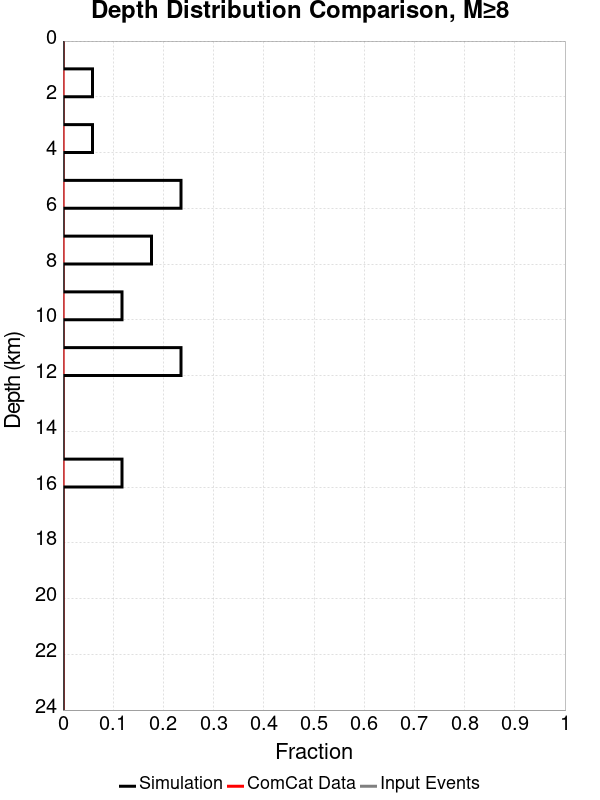 Depth Distribution Comparison, M≥8
0
2
4
6
8
10
12
14
16
18
20
22
24
Depth (km)
0 0.1 0.2 0.3 0.4 0.5 0.6 0.7 0.8 0.9 1
Fraction
Simulation ComCat Data Input Events